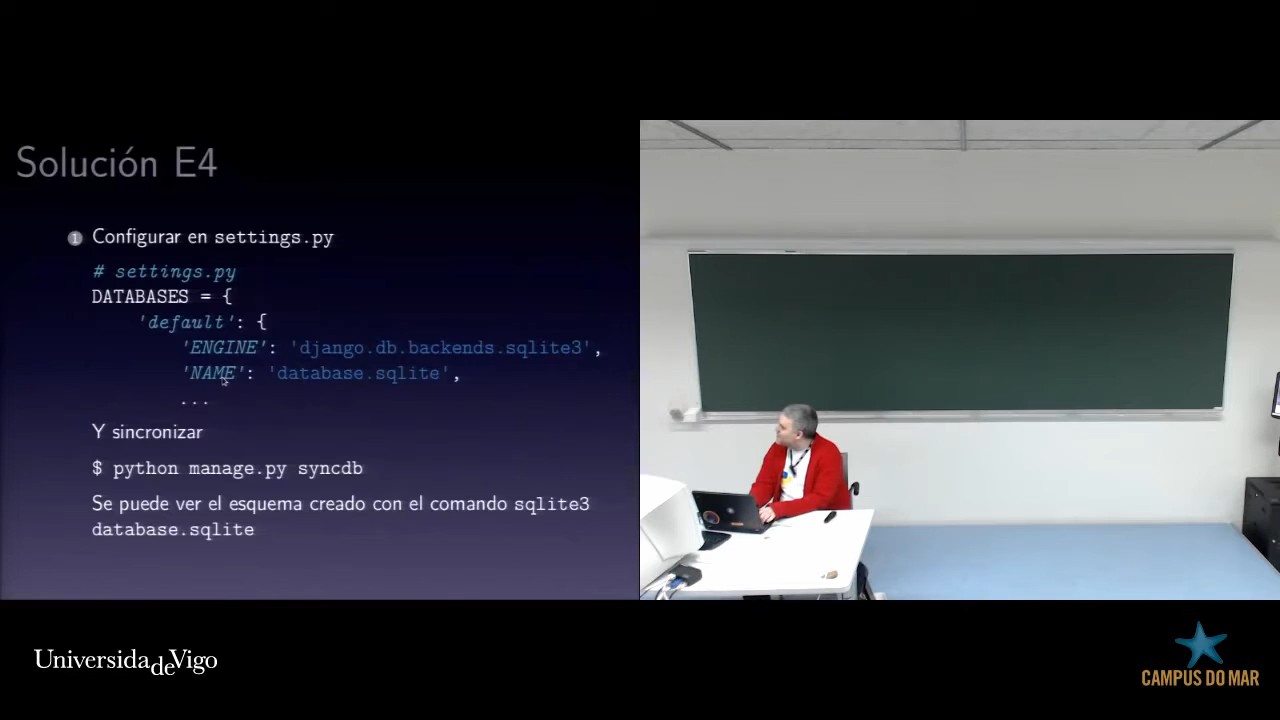 Solución E4
1 Configurar en settings.py
# settings.py
DATABASES = {
'default': {
'ENGINE': 'django.db.backends.sqlite3',
'NAME': 'database.sqlite',
...
Y sincronizar
$ python manage.py syncdb
Se puede ver el esquema creado con el comando sqlite3
database.sqlite
UniversidadeVigo
CAMPUS DO MAR